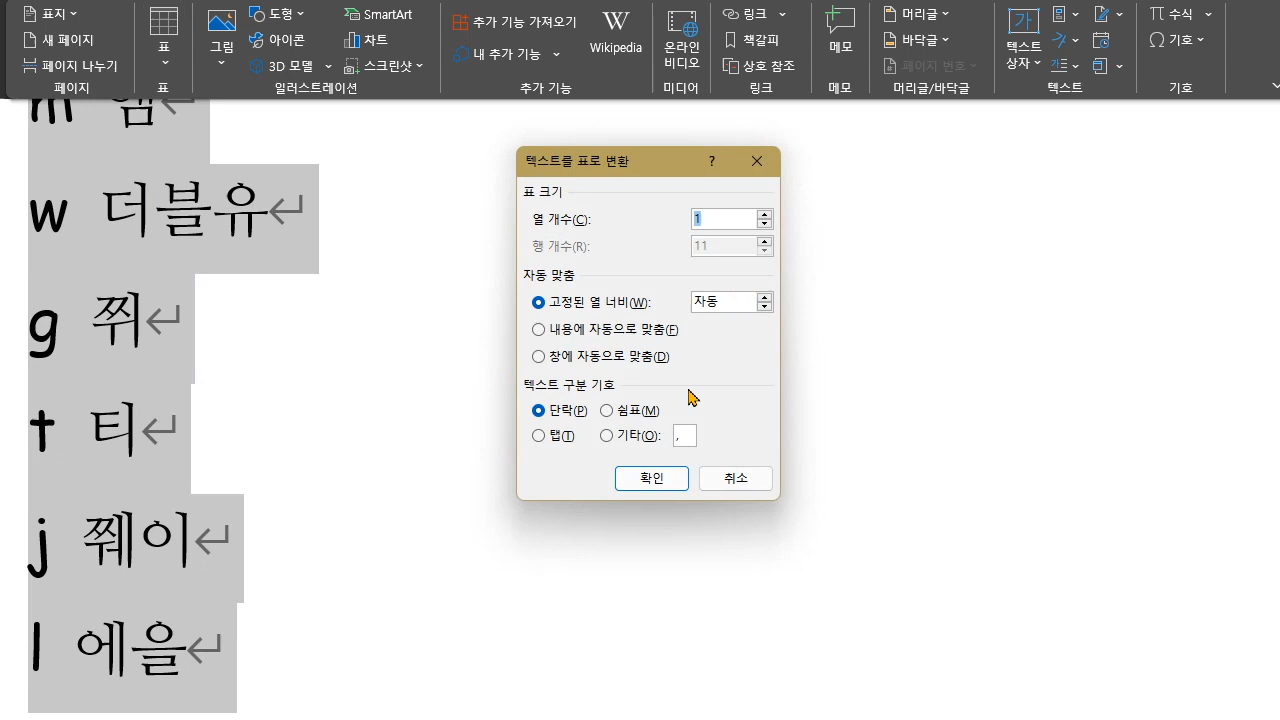 표지
새 페이지
페이지 나누기
페이지
표
표
그림
도형
아이콘
3D 모델
SmartArt
차트
스크린샷
일러스트레이션
추가 기능 가져오기
내 추가 기능
W
Wikipedia
추가 기능
온라인
비디오
미디어
링크
책갈피
상호 참조
링크
메모
메모
머리글
바닥글
페이지 번호
머리글/바닥글
가
텍스트
상자
텍스트
π 수식
Ω 기호
기호
m 앰↵
w 더블유↵
g 쮜↵
t 티↵
j 쮀이↵
l 에을↵
텍스트를 표로 변환 ?
표 크기
열 개수(C): 1
행 개수(R): 11
자동 맞춤
고정된 열 너비(W): 자동
내용에 자동으로 맞춤(F)
창에 자동으로 맞춤(D)
텍스트 구분 기호
단락(P) 쉼표(M)
탭(T) 기타(O): ,
확인 취소